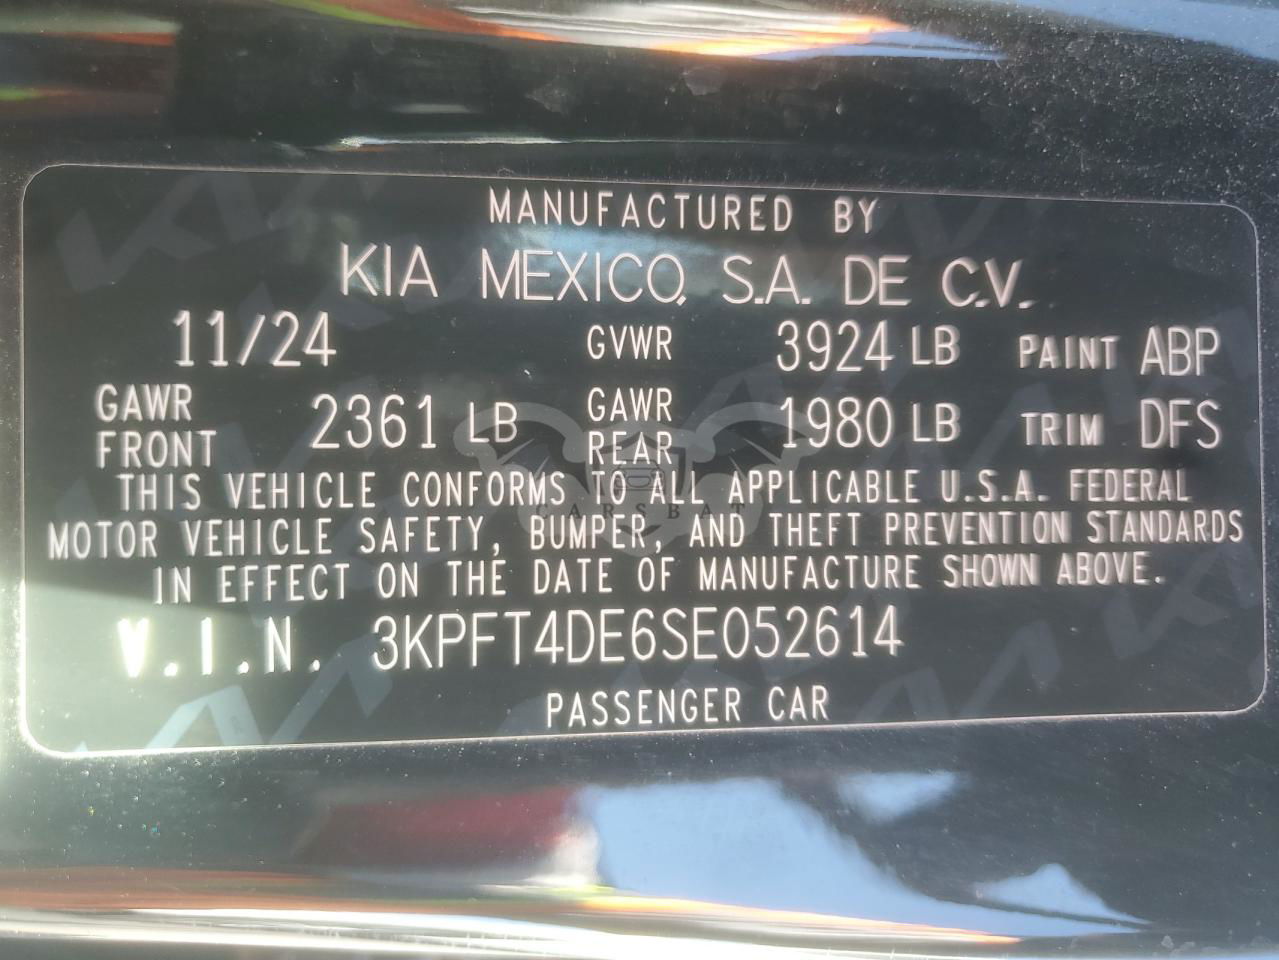 MANUFACTURED BY
KIA MEXICO, S.A. DE C.V.
11/24 GVWR 3924 LB PAINT ABP
GAWR FRONT 2361 LB GAWR REAR 1980 LB TRIM DFS
THIS VEHICLE CONFORMS TO ALL APPLICABLE U.S.A. FEDERAL
MOTOR VEHICLE SAFETY, BUMPER, AND THEFT PREVENTION STANDARDS
IN EFFECT ON THE DATE OF MANUFACTURE SHOWN ABOVE.
V.I.N. 3KPFT4DE6SE052614
PASSENGER CAR
CARSBAT